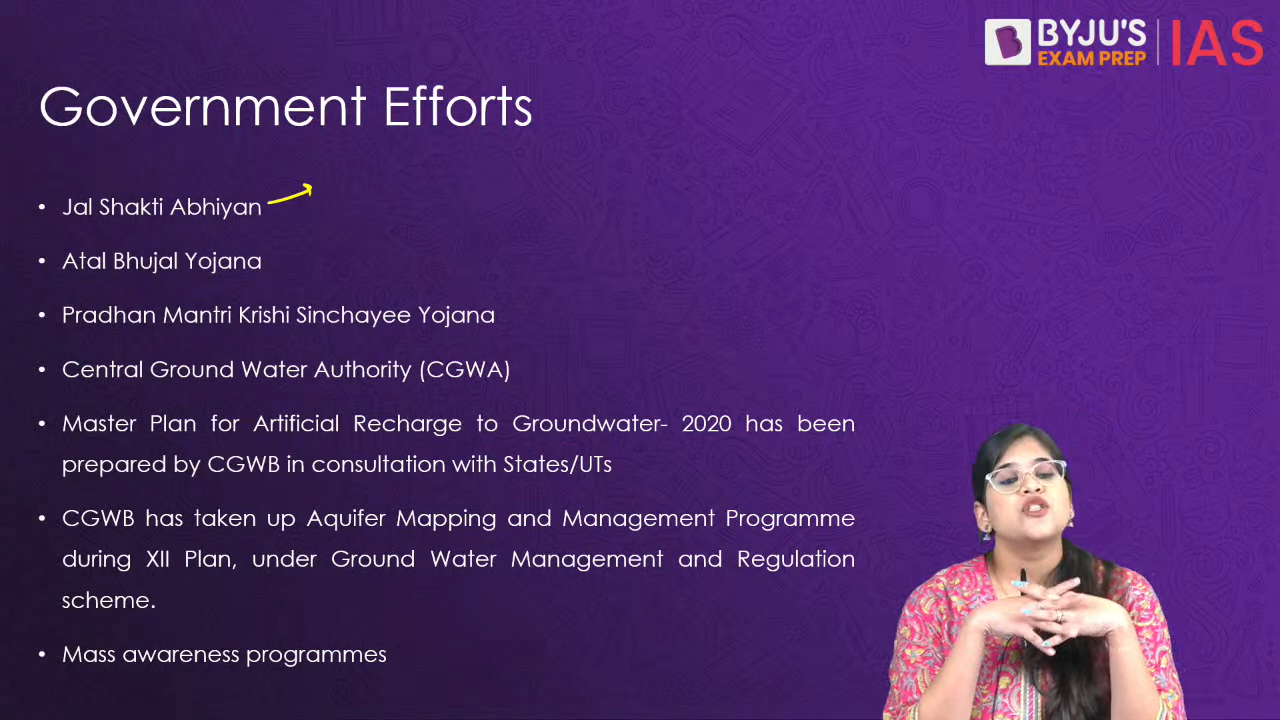 BYJU'S
EXAM PREP
IAS
Government Efforts
• Jal Shakti Abhiyan
• Atal Bhujal Yojana
• Pradhan Mantri Krishi Sinchayee Yojana
• Central Ground Water Authority (CGWA)
• Master Plan for Artificial Recharge to Groundwater- 2020 has been
prepared by CGWB in consultation with States/UTs
• CGWB has taken up Aquifer Mapping and Management Programme
during XII Plan, under Ground Water Management and Regulation
scheme.
• Mass awareness programmes